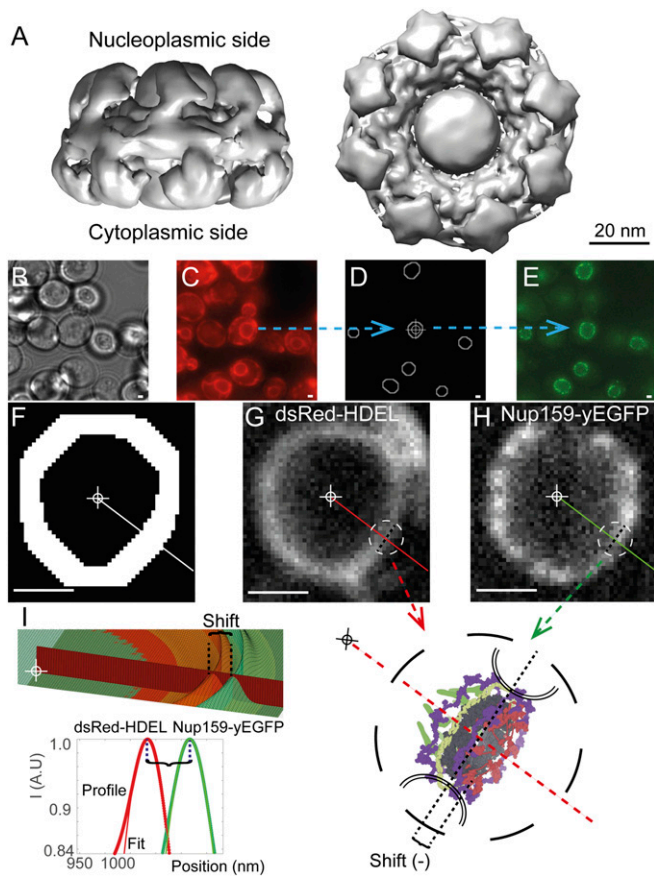 A
Nucleoplasmic side
Cytoplasmic side
20 nm
B
C
D
E
F
G
dsRed-HDEL
H
Nup159-yEGFP
I
Shift
dsRed-HDEL
Nup159-yEGFP
1.0
I (A.U)
Profile
0.9
Fit
0.84
950 1000
Position (nm)
Shift (-)